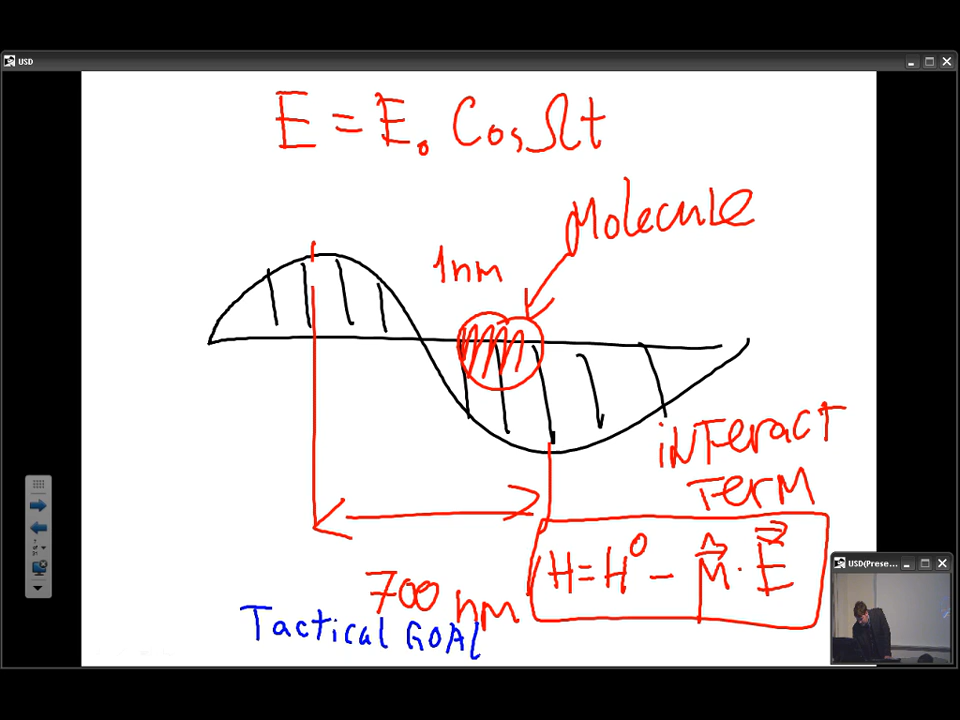 USD
E = E₀ Cos Ωt
Molecule
1nm
iNTeracT
Term
H = H⁰ - μ̂⃗ · E⃗
700 nm
Tactical GOAL
USD(Prese...